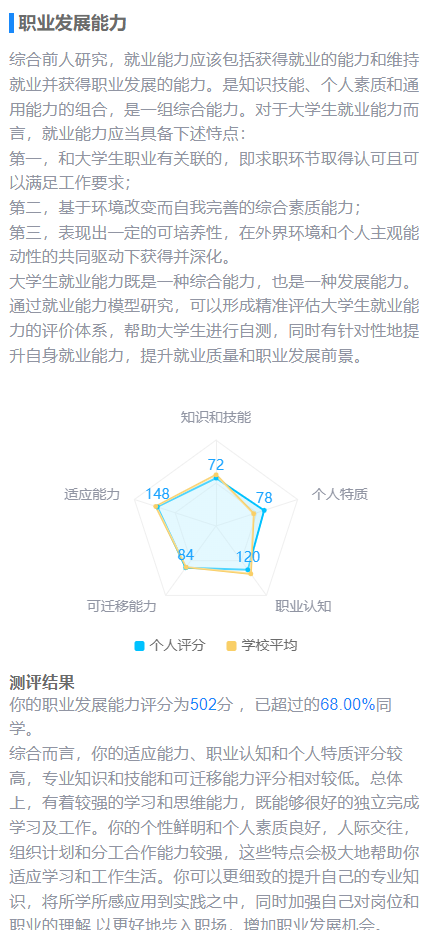 职业发展能力
综合前人研究，就业能力应该包括获得就业的能力和维持
就业并获得职业发展的能力。是知识技能、个人素质和通
用能力的组合，是一组综合能力。对于大学生就业能力而
言，就业能力应当具备下述特点：
第一，和大学生职业有关联的，即求职环节取得认可且可
以满足工作要求；
第二，基于环境改变而自我完善的综合素质能力；
第三，表现出一定的可培养性，在外界环境和个人主观能
动性的共同驱动下获得并深化。
大学生就业能力既是一种综合能力，也是一种发展能力。
通过就业能力模型研究，可以形成精准评估大学生就业能
力的评价体系，帮助大学生进行自测，同时有针对性地提
升自身就业能力，提升就业质量和职业发展前景。
知识和技能
72
适应能力
148
78
个人特质
84
120
可迁移能力
职业认知
个人评分
学校平均
测评结果
你的职业发展能力评分为502分 ，已超过的68.00%同
学。
综合而言，你的适应能力、职业认知和个人特质评分较
高，专业知识和技能和可迁移能力评分相对较低。总体
上，有着较强的学习和思维能力，既能够很好的独立完成
学习及工作。你的个性鲜明和个人素质良好，人际交往，
组织计划和分工合作能力较强，这些特点会极大地帮助你
适应学习和工作生活。你可以更细致的提升自己的专业知
识，将所学所感应用到实践之中，同时加强自己对岗位和
职业的理解,以更好地步入职场，增加职业发展机会。